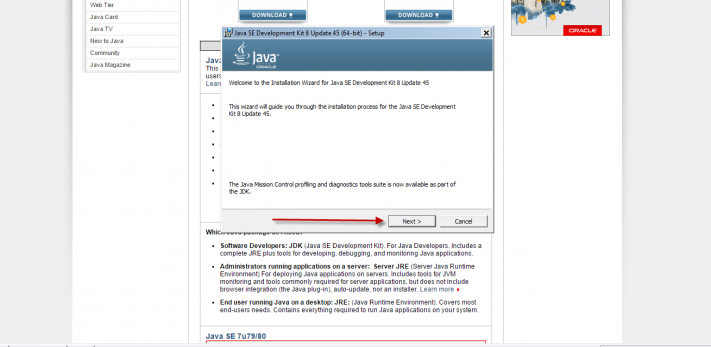 Web Tier
Java Card
Java TV
New to Java
Community
Java Magazine
DOWNLOAD
DOWNLOAD
ORACLE
Java SE Development Kit 8 Update 45 (64-bit) - Setup
Java
ORACLE
Welcome to the Installation Wizard for Java SE Development Kit 8 Update 45
This wizard will guide you through the installation process for the Java SE Development
Kit 8 Update 45.
The Java Mission Control profiling and diagnostics tools suite is now available as part of
the JDK.
Next >
Cancel
Java
This
users
Learn
• Software Developers: JDK (Java SE Development Kit). For Java Developers. Includes a
complete JRE plus tools for developing, debugging, and monitoring Java applications.
• Administrators running applications on a server: Server JRE (Server Java Runtime
Environment) For deploying Java applications on servers. Includes tools for JVM
monitoring and tools commonly required for server applications, but does not include
browser integration (the Java plug-in), auto-update, nor an installer. Learn more
• End user running Java on a desktop: JRE: (Java Runtime Environment). Covers most
end-users needs. Contains everything required to run Java applications on your system.
Java SE 7u79/80